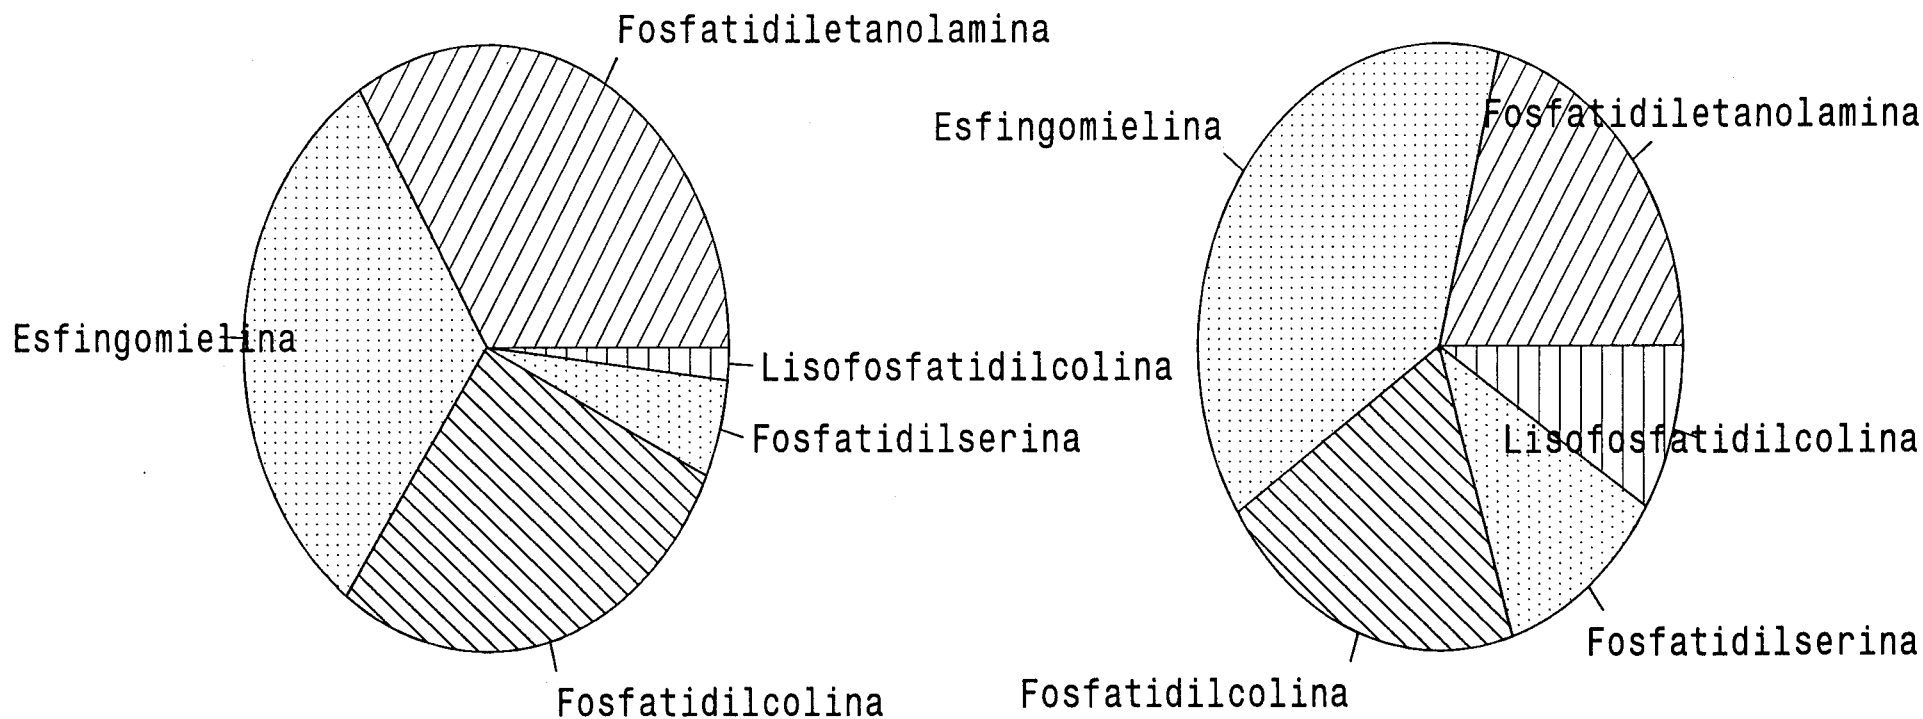 Fosfatidiletanolamina
Esfingomielina
Lisofosfatidilcolina
Fosfatidilserina
Fosfatidilcolina
Esfingomielina
Fosfatidiletanolamina
Lisofosfatidilcolina
Fosfatidilserina
Fosfatidilcolina